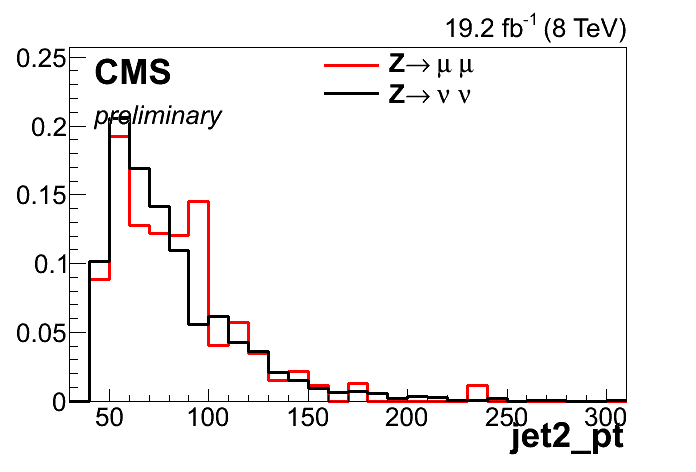 19.2 fb⁻¹ (8 TeV)
CMS
preliminary
Z→ μ μ
Z→ ν ν
0.25
0.2
0.15
0.1
0.05
0
50 100 150 200 250 300
jet2_pt